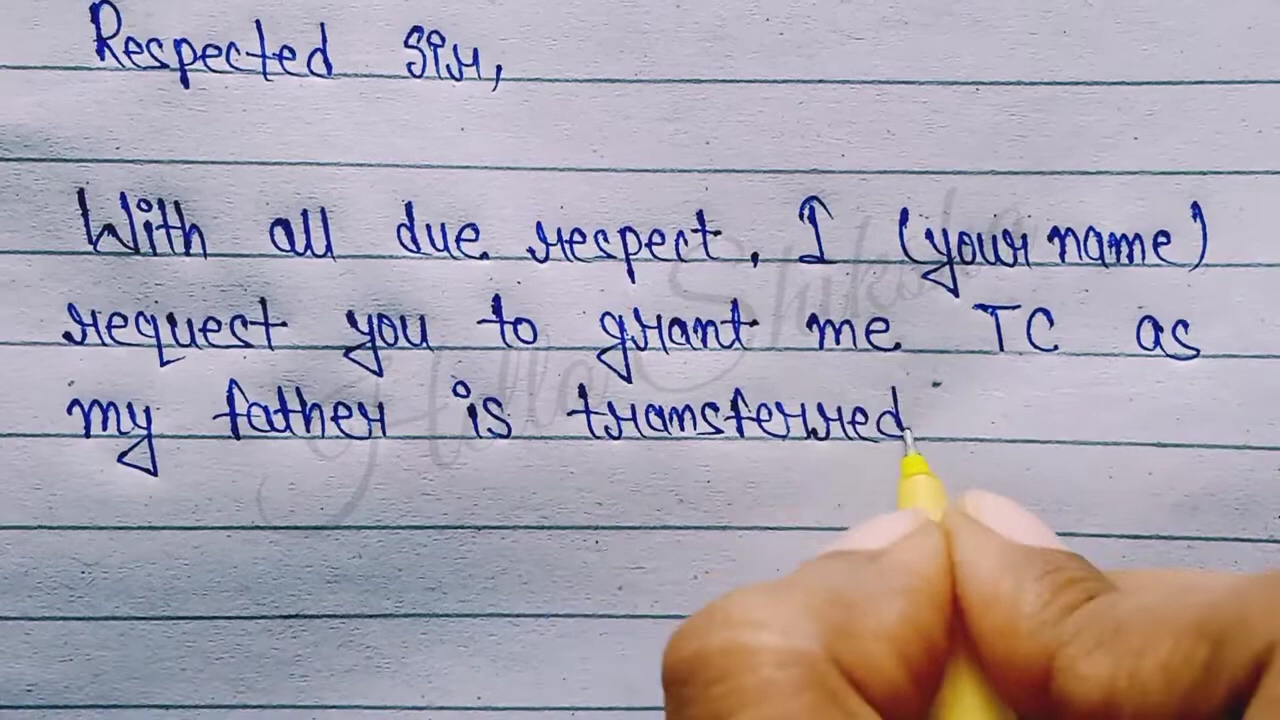 Respected Sir,
With all due respect, I (your name)
request you to grant me TC as
my father is transferred